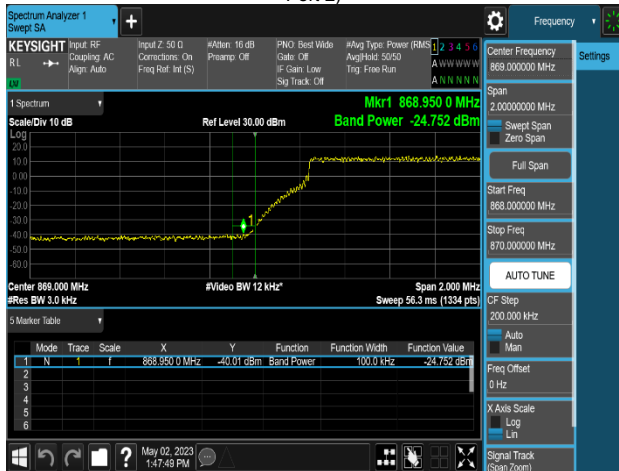 Spectrum Analyzer 1
Swept SA
+
Frequency
KEYSIGHT
RL
Input: RF
Coupling: AC
Align: Auto
Input Z: 50 Ω
Corrections: On
Freq Ref: Int (S)
#Atten: 16 dB
Preamp: Off
PNO: Best Wide
Gate: Off
IF Gain: Low
Sig Track: Off
#Avg Type: Power (RMS
Avg|Hold: 50/50
Trig: Free Run
1 2 3 4 5 6
A W W W W W
A N N N N N
1 Spectrum
Scale/Div 10 dB
Ref Level 30.00 dBm
Mkr1 868.950 0 MHz
Band Power -24.752 dBm
Log
20.0
10.0
0.00
-10.0
-20.0
-30.0
-40.0
-50.0
-60.0
1
Center 869.000 MHz
#Video BW 12 kHz*
Span 2.000 MHz
#Res BW 3.0 kHz
Sweep 56.3 ms (1334 pts)
5 Marker Table
Mode Trace Scale X Y Function Function Width Function Value
1 N 1 f 868.950 0 MHz -40.01 dBm Band Power 100.0 kHz -24.752 dBm
2
3
4
5
6
Settings
Center Frequency
869.000000 MHz
Span
2.00000000 MHz
Swept Span
Zero Span
Full Span
Start Freq
868.000000 MHz
Stop Freq
870.000000 MHz
AUTO TUNE
CF Step
200.000 kHz
Auto
Man
Freq Offset
0 Hz
X Axis Scale
Log
Lin
Signal Track
(Span Zoom)
?
May 02, 2023
1:47:49 PM